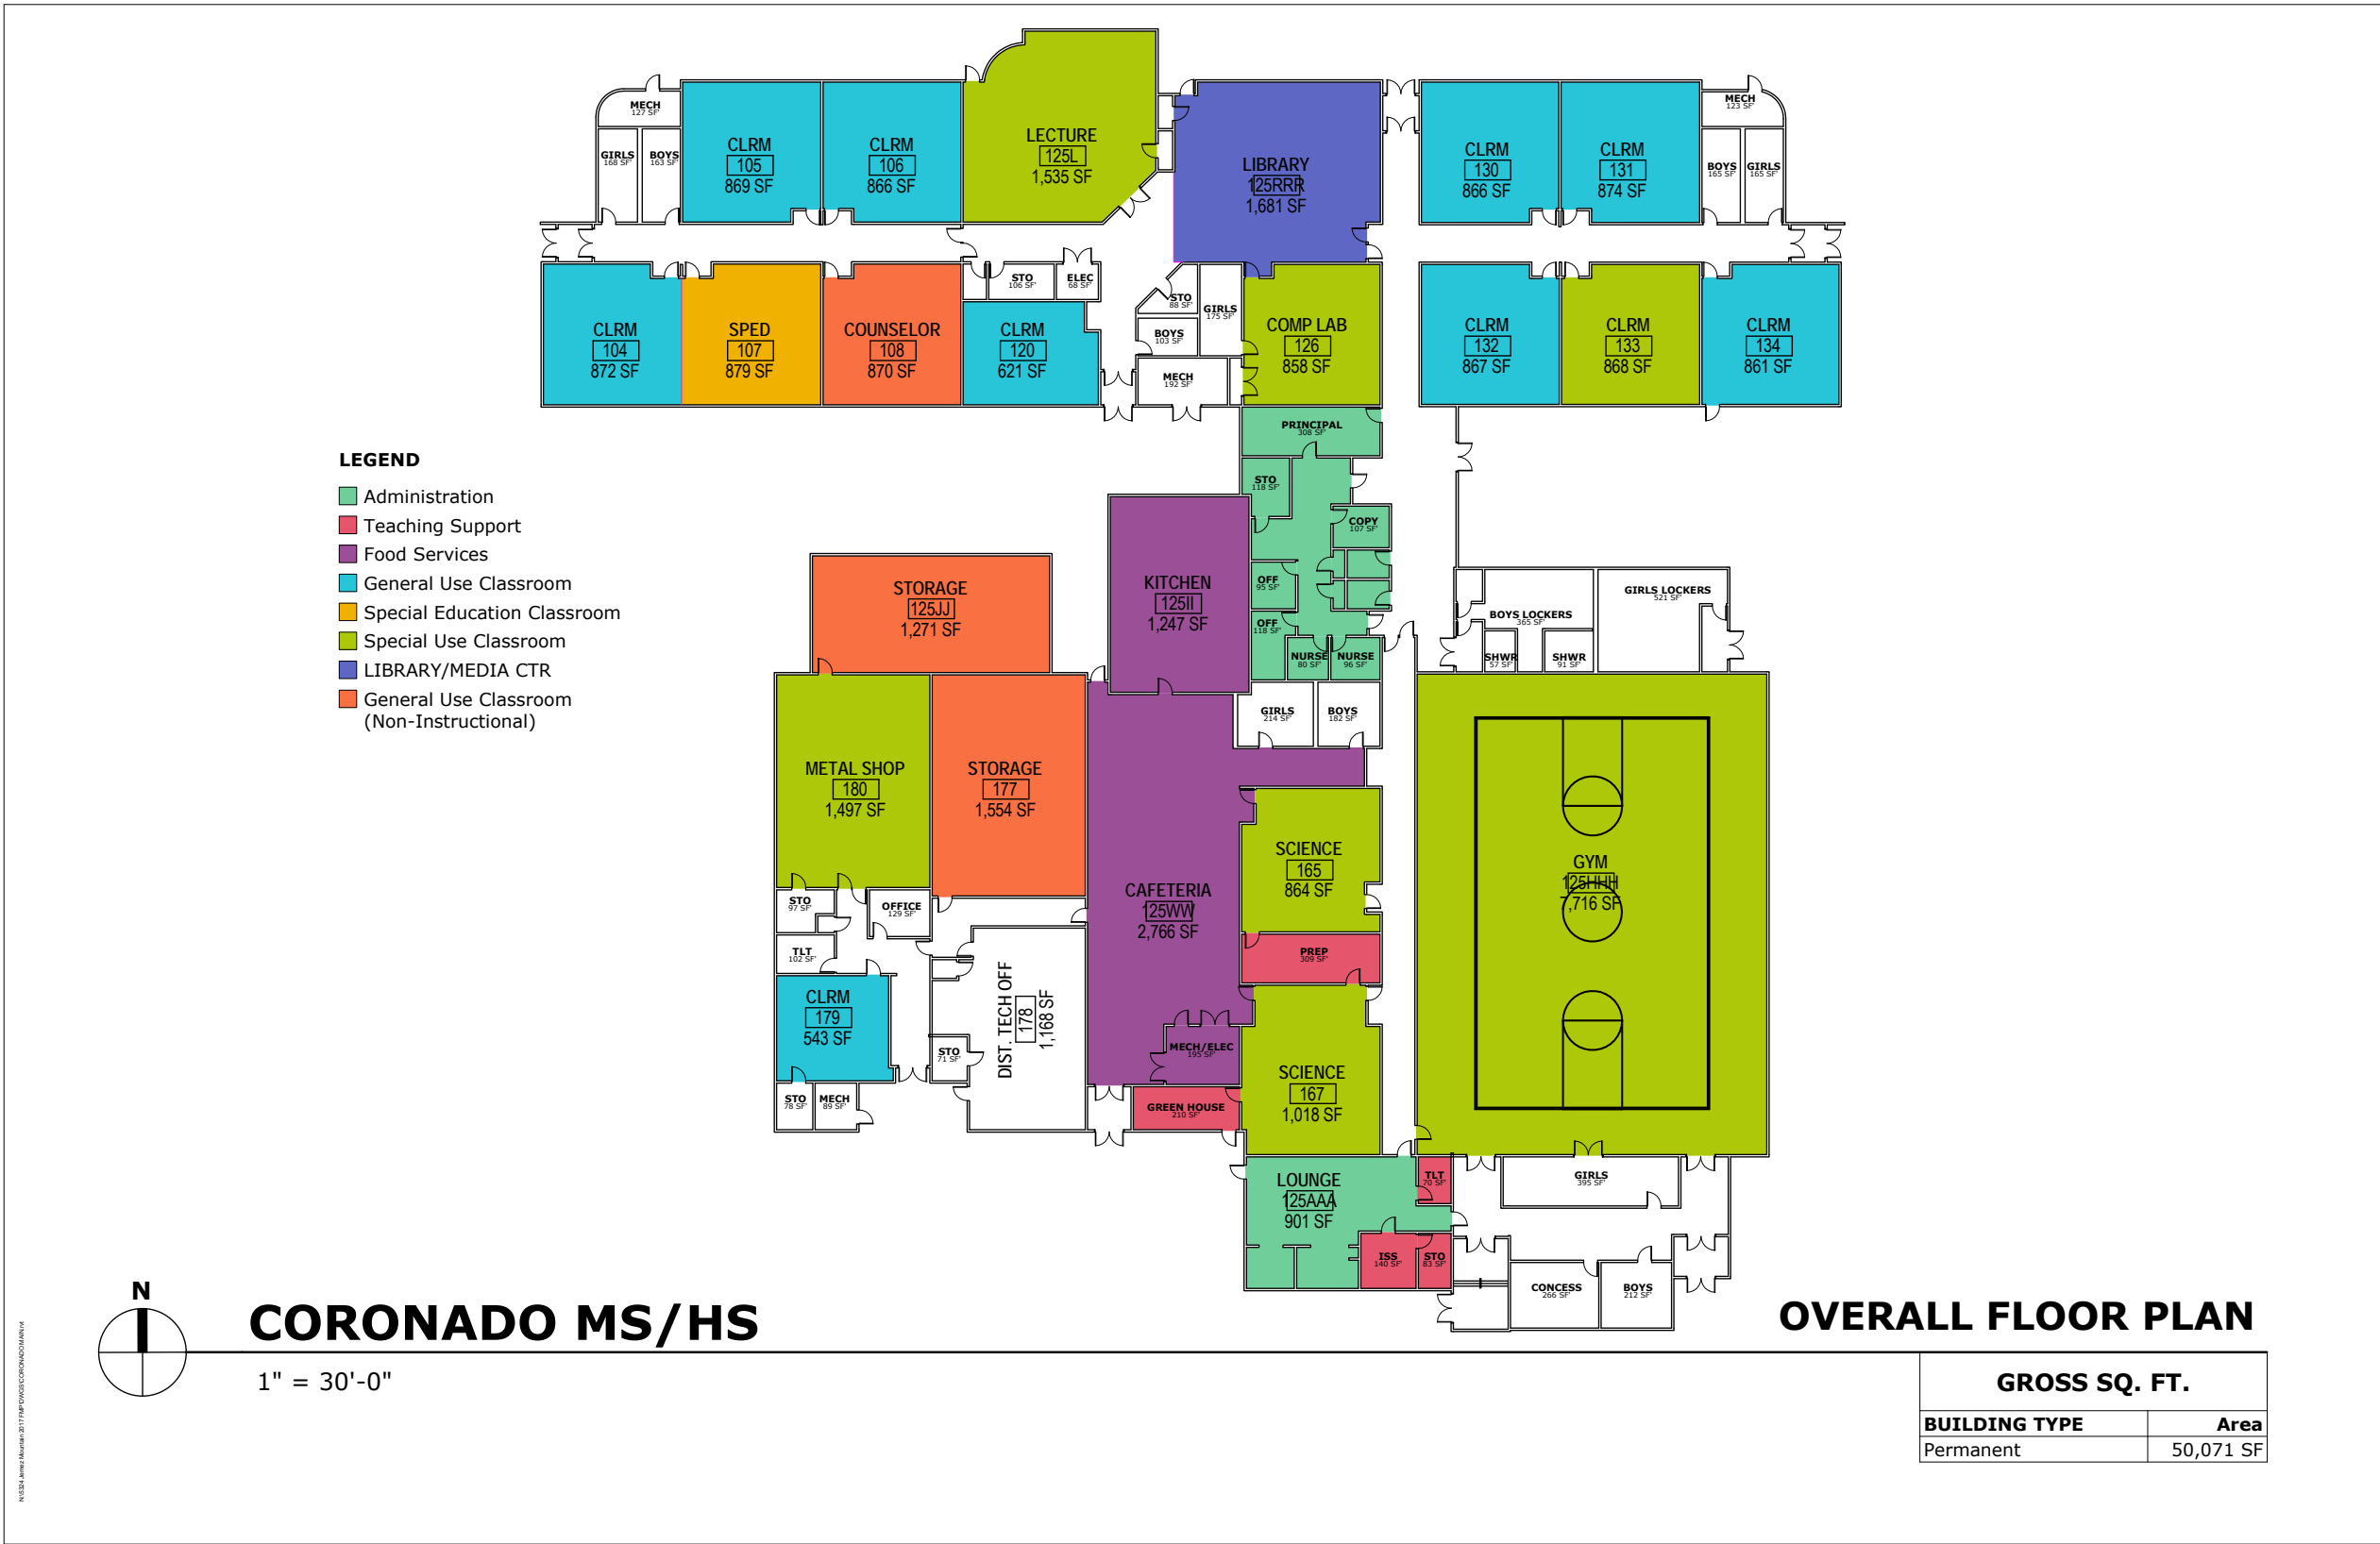 MECH
127 SF
GIRLS
168 SF
BOYS
163 SF
CLRM
105
869 SF
CLRM
106
866 SF
LECTURE
125L
1,535 SF
LIBRARY
125RRR
1,681 SF
CLRM
130
866 SF
CLRM
131
874 SF
MECH
123 SF
BOYS
165 SF
GIRLS
165 SF
CLRM
104
872 SF
SPED
107
879 SF
COUNSELOR
108
870 SF
STO
106 SF
ELEC
68 SF
CLRM
120
621 SF
STO
88 SF
BOYS
103 SF
GIRLS
175 SF
MECH
192 SF
COMP LAB
126
858 SF
CLRM
132
867 SF
CLRM
133
868 SF
CLRM
134
861 SF
LEGEND
Administration
Teaching Support
Food Services
General Use Classroom
Special Education Classroom
Special Use Classroom
LIBRARY/MEDIA CTR
General Use Classroom
(Non-Instructional)
PRINCIPAL
308 SF
STO
118 SF
COPY
107 SF
OFF
95 SF
OFF
118 SF
NURSE
80 SF
NURSE
96 SF
KITCHEN
125II
1,247 SF
STORAGE
125JJ
1,271 SF
BOYS LOCKERS
365 SF
GIRLS LOCKERS
521 SF
SHWR
57 SF
SHWR
91 SF
GIRLS
214 SF
BOYS
182 SF
METAL SHOP
180
1,497 SF
STORAGE
177
1,554 SF
CAFETERIA
125WW
2,766 SF
SCIENCE
165
864 SF
GYM
125HHH
7,716 SF
STO
97 SF
OFFICE
129 SF
TLT
102 SF
PREP
309 SF
CLRM
179
543 SF
DIST. TECH OFF
178
1,168 SF
STO
71 SF
MECH/ELEC
195 SF
SCIENCE
167
1,018 SF
STO
78 SF
MECH
89 SF
GREEN HOUSE
210 SF
LOUNGE
125AAA
901 SF
TLT
70 SF
GIRLS
395 SF
ISS
140 SF
STO
83 SF
CONCESS
266 SF
BOYS
212 SF
N
CORONADO MS/HS
1" = 30'-0"
OVERALL FLOOR PLAN
GROSS SQ. FT.
BUILDING TYPE Area
Permanent 50,071 SF